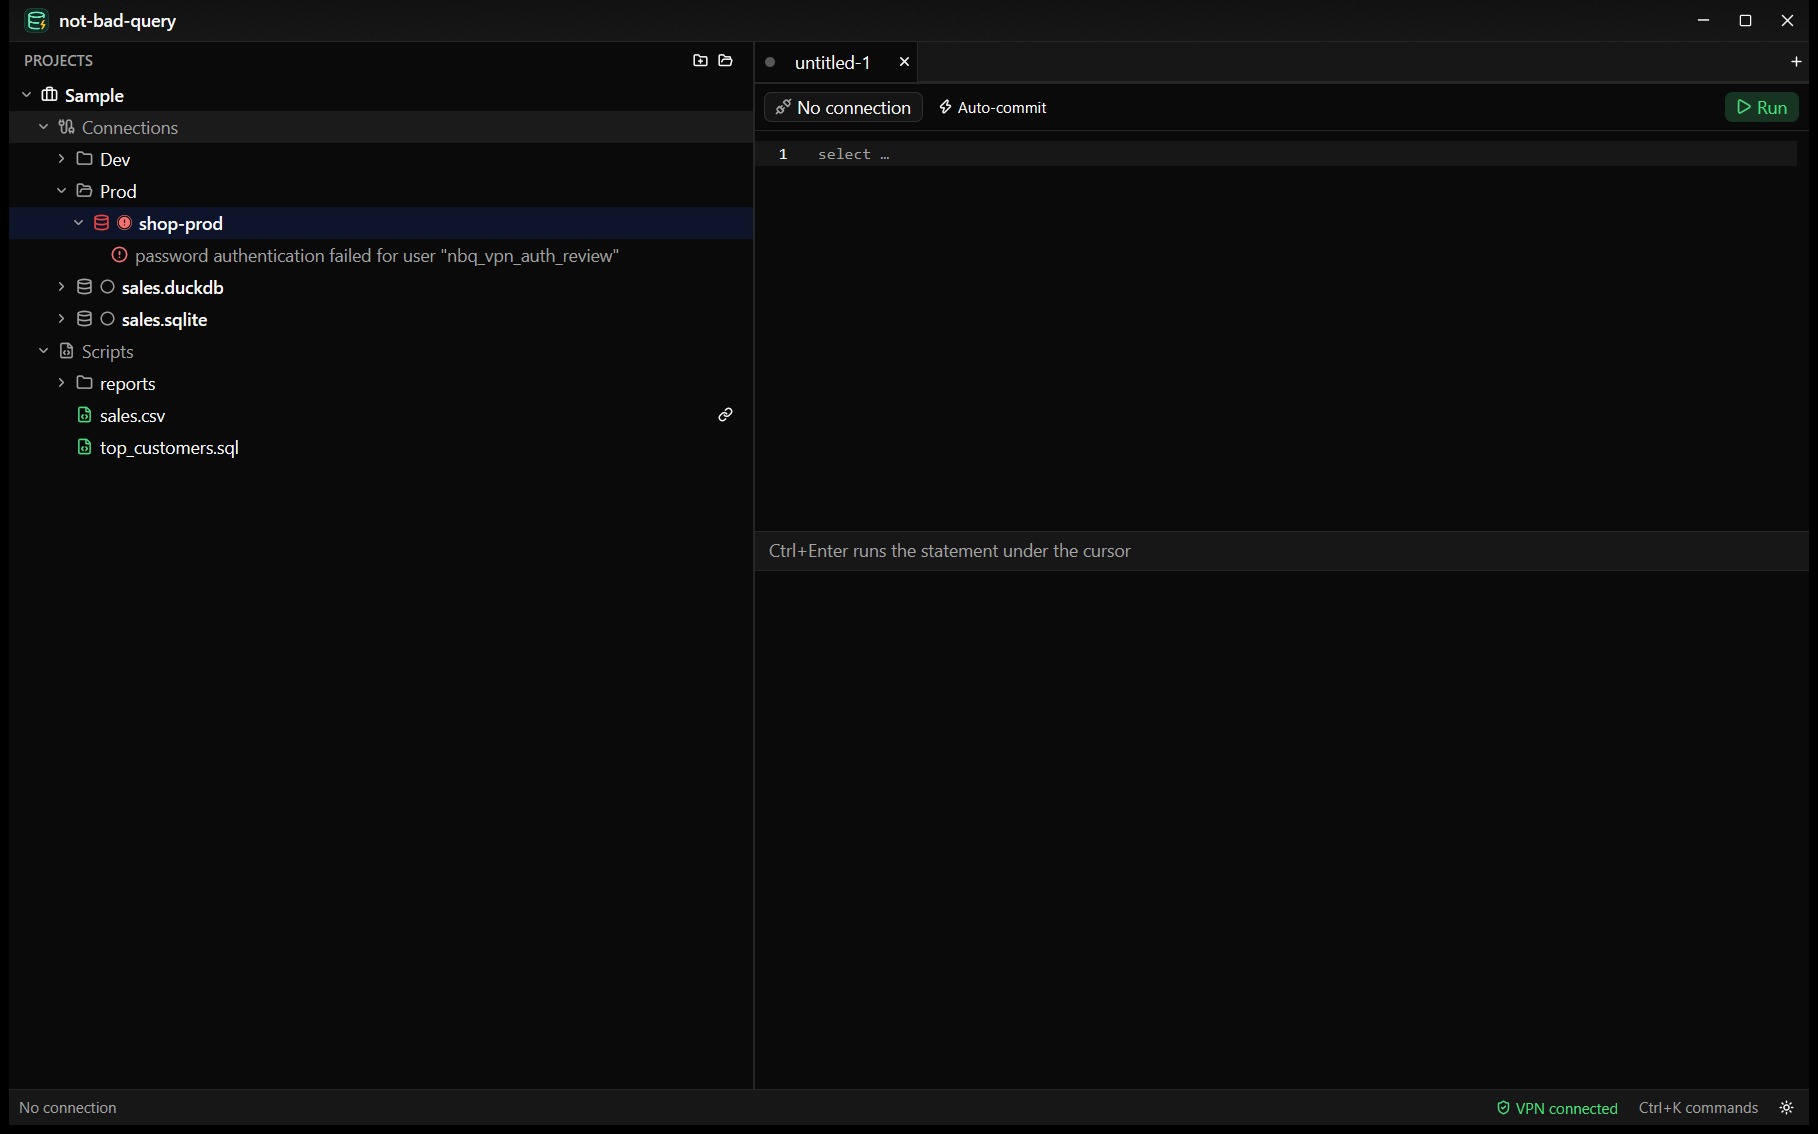 not-bad-query
PROJECTS
Sample
Connections
Dev
Prod
shop-prod
password authentication failed for user "nbq_vpn_auth_review"
sales.duckdb
sales.sqlite
Scripts
reports
sales.csv
top_customers.sql
untitled-1
No connection
Auto-commit
Run
1 select …
Ctrl+Enter runs the statement under the cursor
No connection
VPN connected
Ctrl+K commands